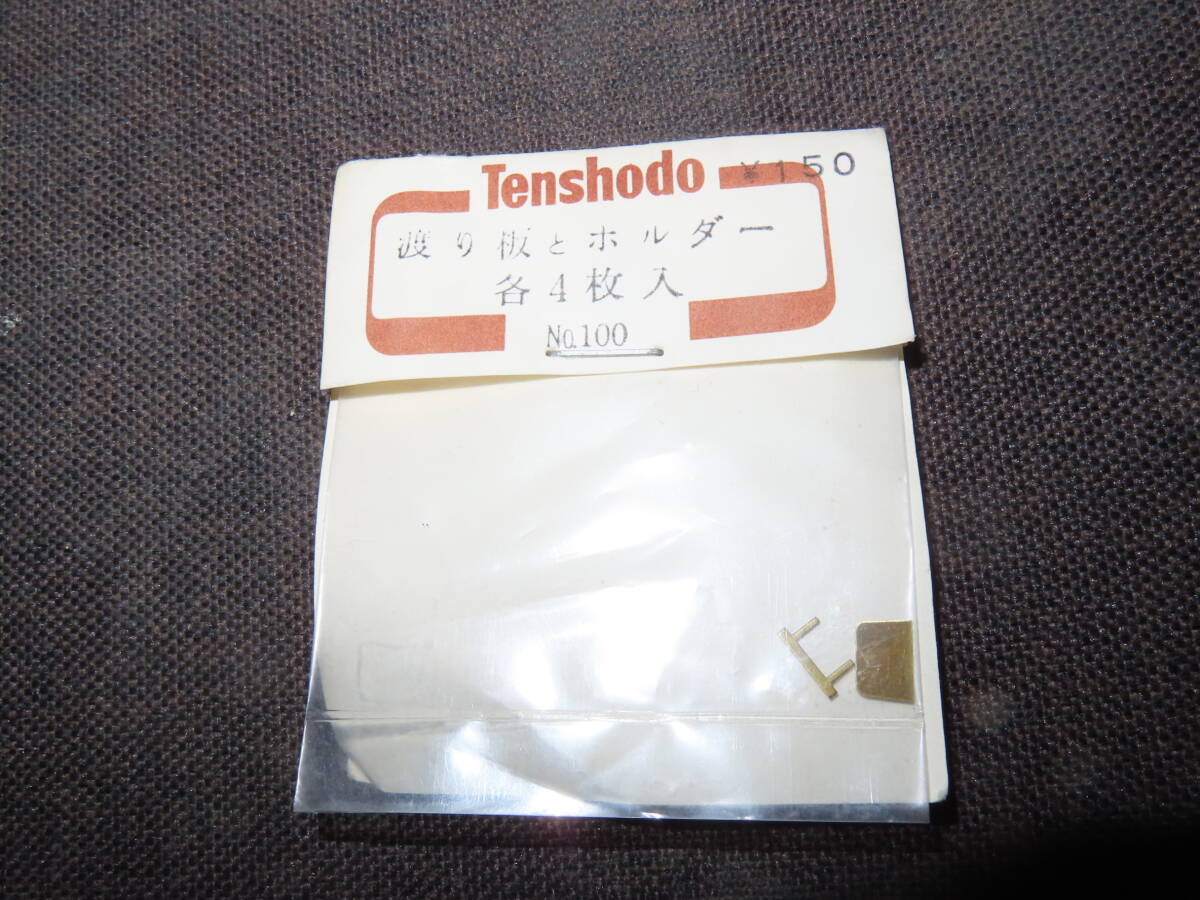 Tenshodo ¥150
渡り板とホルダー
各4枚入
No.100